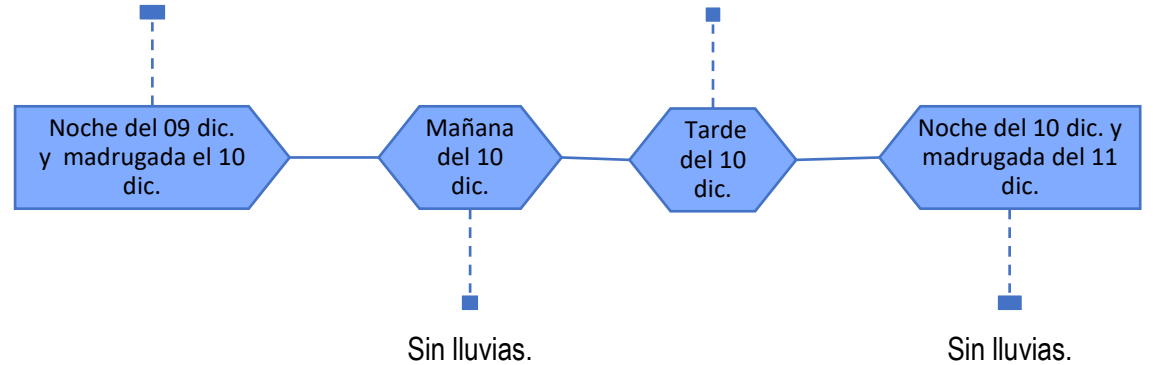 Noche del 09 dic.
y madrugada el 10
dic.
Mañana
del 10
dic.
Tarde
del 10
dic.
Noche del 10 dic. y
madrugada del 11
dic.
Sin lluvias.
Sin lluvias.